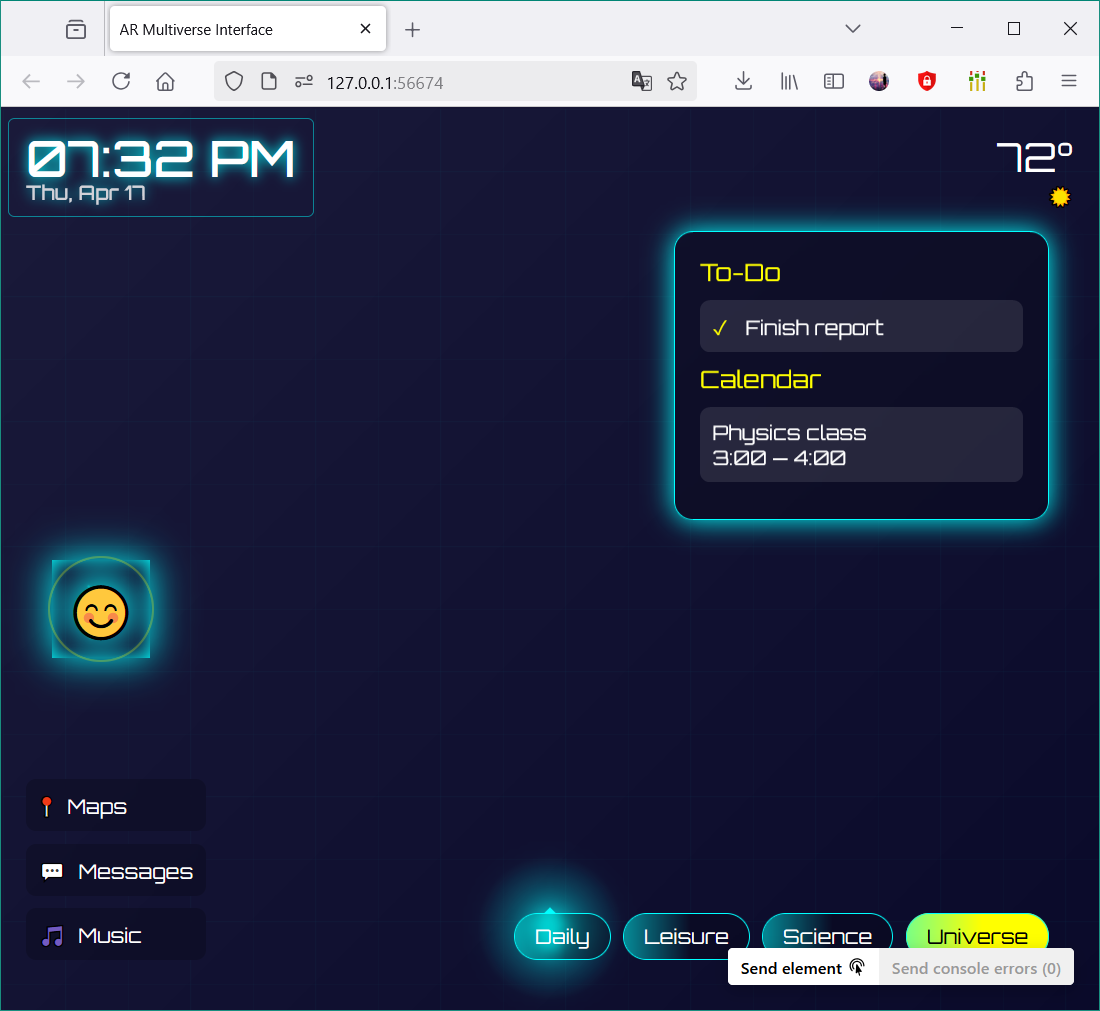 AR Multiverse Interface
127.0.0.1:56674
07:32 PM
Thu, Apr 17
72°
To-Do
✓ Finish report
Calendar
Physics class
3:00 – 4:00
Maps
Messages
Music
Daily
Leisure
Science
Universe
Send element
Send console errors (0)